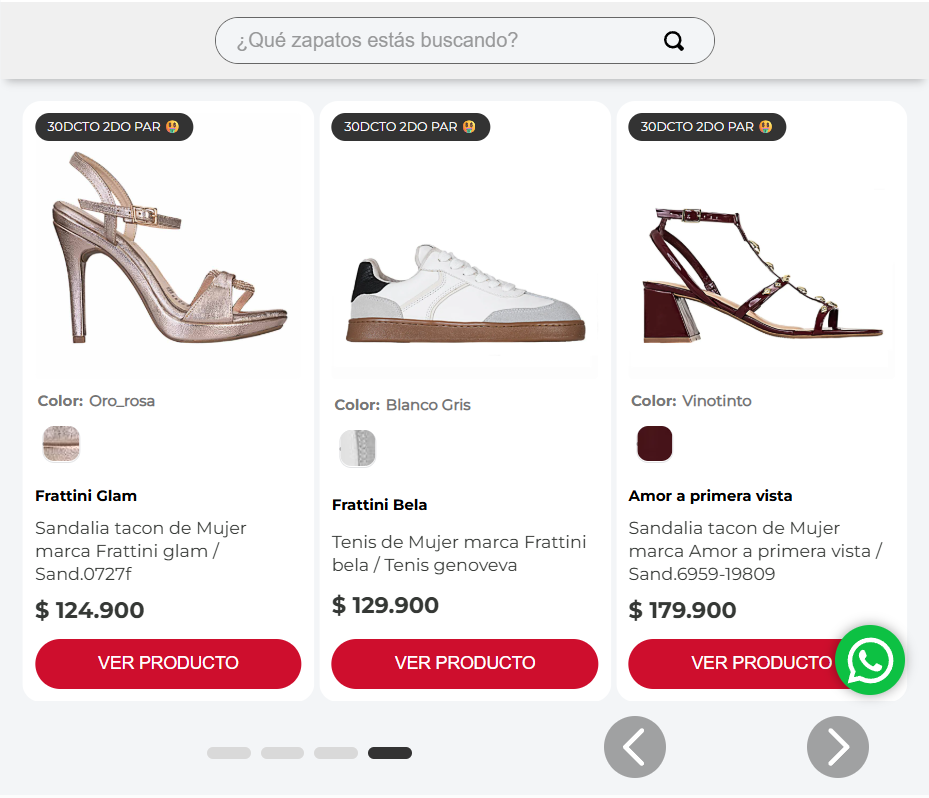 ¿Qué zapatos estás buscando?
30DCTO 2DO PAR 🤑
30DCTO 2DO PAR 🤑
30DCTO 2DO PAR 🤑
Color: Oro_rosa
Frattini Glam
Sandalia tacon de Mujer
marca Frattini glam /
Sand.0727f
$ 124.900
VER PRODUCTO
Color: Blanco Gris
Frattini Bela
Tenis de Mujer marca Frattini
bela / Tenis genoveva
$ 129.900
VER PRODUCTO
Color: Vinotinto
Amor a primera vista
Sandalia tacon de Mujer
marca Amor a primera vista /
Sand.6959-19809
$ 179.900
VER PRODUCTO